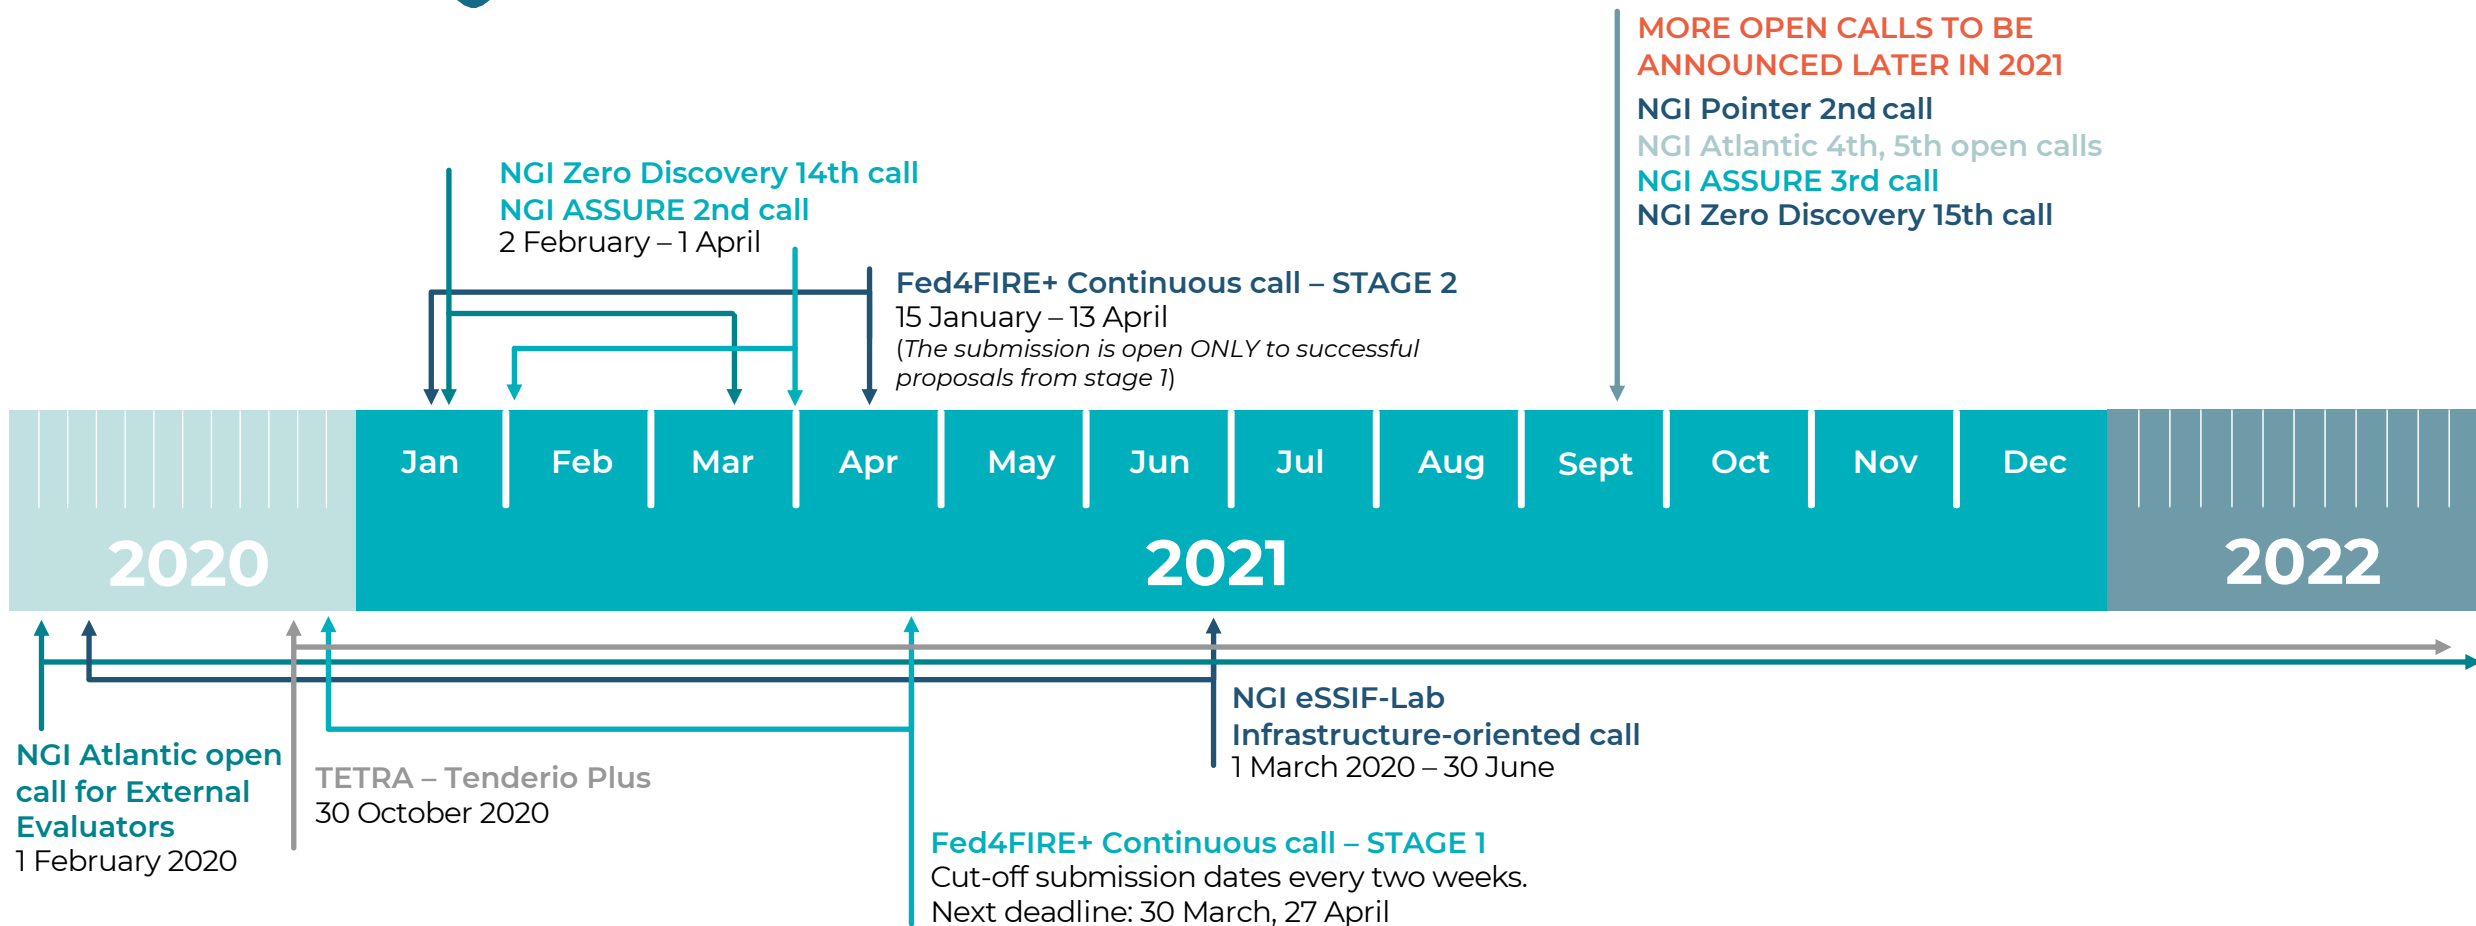 MORE OPEN CALLS TO BE
ANNOUNCED LATER IN 2021
NGI Pointer 2nd call
NGI Atlantic 4th, 5th open calls
NGI ASSURE 3rd call
NGI Zero Discovery 15th call
NGI Zero Discovery 14th call
NGI ASSURE 2nd call
2 February – 1 April
Fed4FIRE+ Continuous call – STAGE 2
15 January – 13 April
(The submission is open ONLY to successful
proposals from stage 1)
Jan Feb Mar Apr May Jun Jul Aug Sept Oct Nov Dec
2020 2021 2022
NGI eSSIF-Lab
Infrastructure-oriented call
1 March 2020 – 30 June
NGI Atlantic open
call for External
Evaluators
1 February 2020
TETRA – Tenderio Plus
30 October 2020
Fed4FIRE+ Continuous call – STAGE 1
Cut-off submission dates every two weeks.
Next deadline: 30 March, 27 April